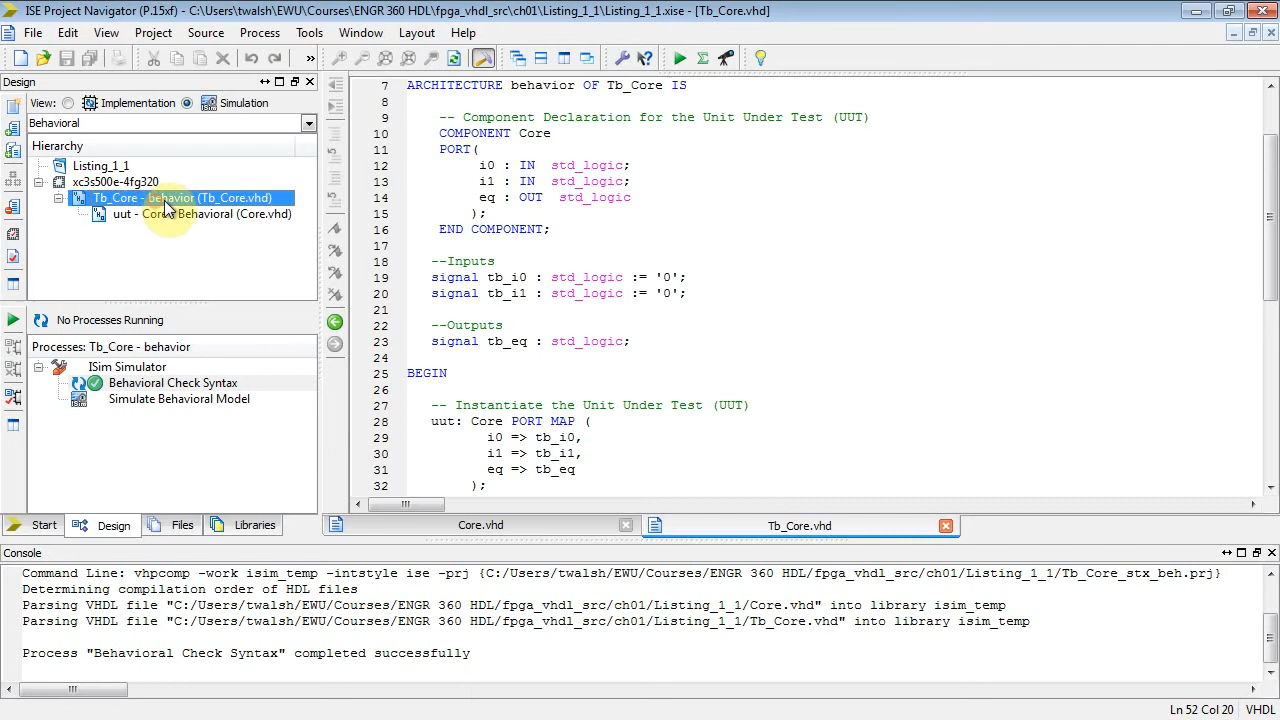 ISE Project Navigator (P.15xf) - C:\Users\twalsh\EWU\Courses\ENGR 360 HDL\fpga_vhdl_src\ch01\Listing_1_1\Listing_1_1.xise - [Tb_Core.vhd]
File Edit View Project Source Process Tools Window Layout Help
Design
View: Implementation Simulation
Behavioral
Hierarchy
Listing_1_1
xc3s500e-4fg320
Tb_Core - behavior (Tb_Core.vhd)
uut - Core - Behavioral (Core.vhd)
No Processes Running
Processes: Tb_Core - behavior
ISim Simulator
Behavioral Check Syntax
Simulate Behavioral Model
Start Design Files Libraries
7 ARCHITECTURE behavior OF Tb_Core IS
8
9 -- Component Declaration for the Unit Under Test (UUT)
10 COMPONENT Core
11 PORT(
12 i0 : IN std_logic;
13 i1 : IN std_logic;
14 eq : OUT std_logic
15 );
16 END COMPONENT;
17
18 --Inputs
19 signal tb_i0 : std_logic := '0';
20 signal tb_i1 : std_logic := '0';
21
22 --Outputs
23 signal tb_eq : std_logic;
24
25 BEGIN
26
27 -- Instantiate the Unit Under Test (UUT)
28 uut: Core PORT MAP (
29 i0 => tb_i0,
30 i1 => tb_i1,
31 eq => tb_eq
32 );
Core.vhd Tb_Core.vhd
Console
Command Line: vhpcomp -work isim_temp -intstyle ise -prj {C:/Users/twalsh/EWU/Courses/ENGR 360 HDL/fpga_vhdl_src/ch01/Listing_1_1/Tb_Core_stx_beh.prj}
Determining compilation order of HDL files
Parsing VHDL file "C:/Users/twalsh/EWU/Courses/ENGR 360 HDL/fpga_vhdl_src/ch01/Listing_1_1/Core.vhd" into library isim_temp
Parsing VHDL file "C:/Users/twalsh/EWU/Courses/ENGR 360 HDL/fpga_vhdl_src/ch01/Listing_1_1/Tb_Core.vhd" into library isim_temp
Process "Behavioral Check Syntax" completed successfully
Ln 52 Col 20 VHDL